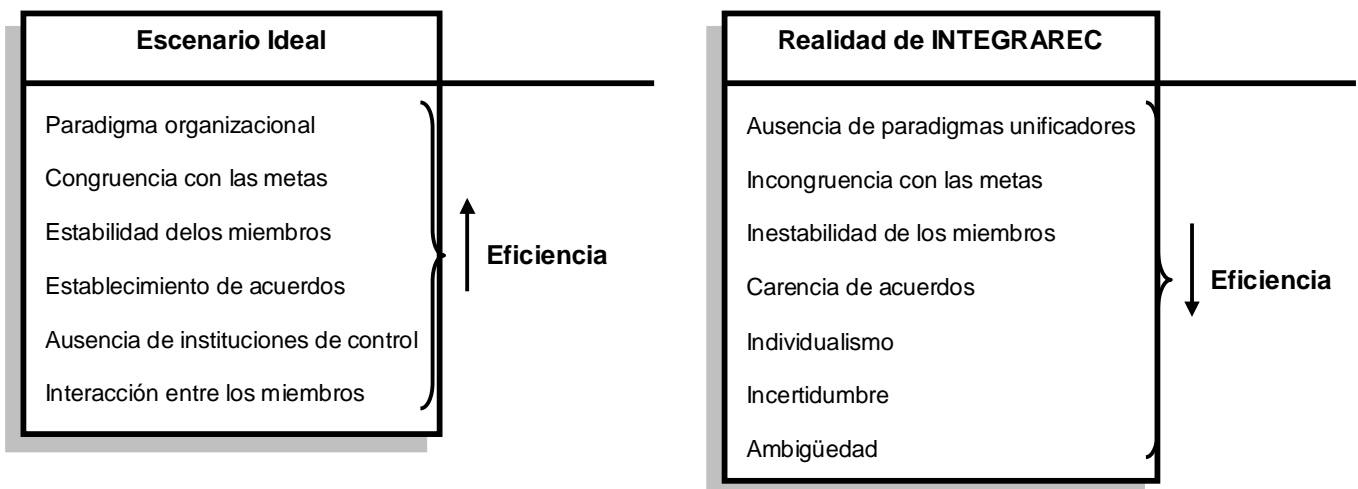 Escenario Ideal
Paradigma organizacional
Congruencia con las metas
Estabilidad delos miembros
Establecimiento de acuerdos
Ausencia de instituciones de control
Interacción entre los miembros
Eficiencia
Realidad de INTEGRAREC
Ausencia de paradigmas unificadores
Incongruencia con las metas
Inestabilidad de los miembros
Carencia de acuerdos
Individualismo
Incertidumbre
Ambigüedad
Eficiencia